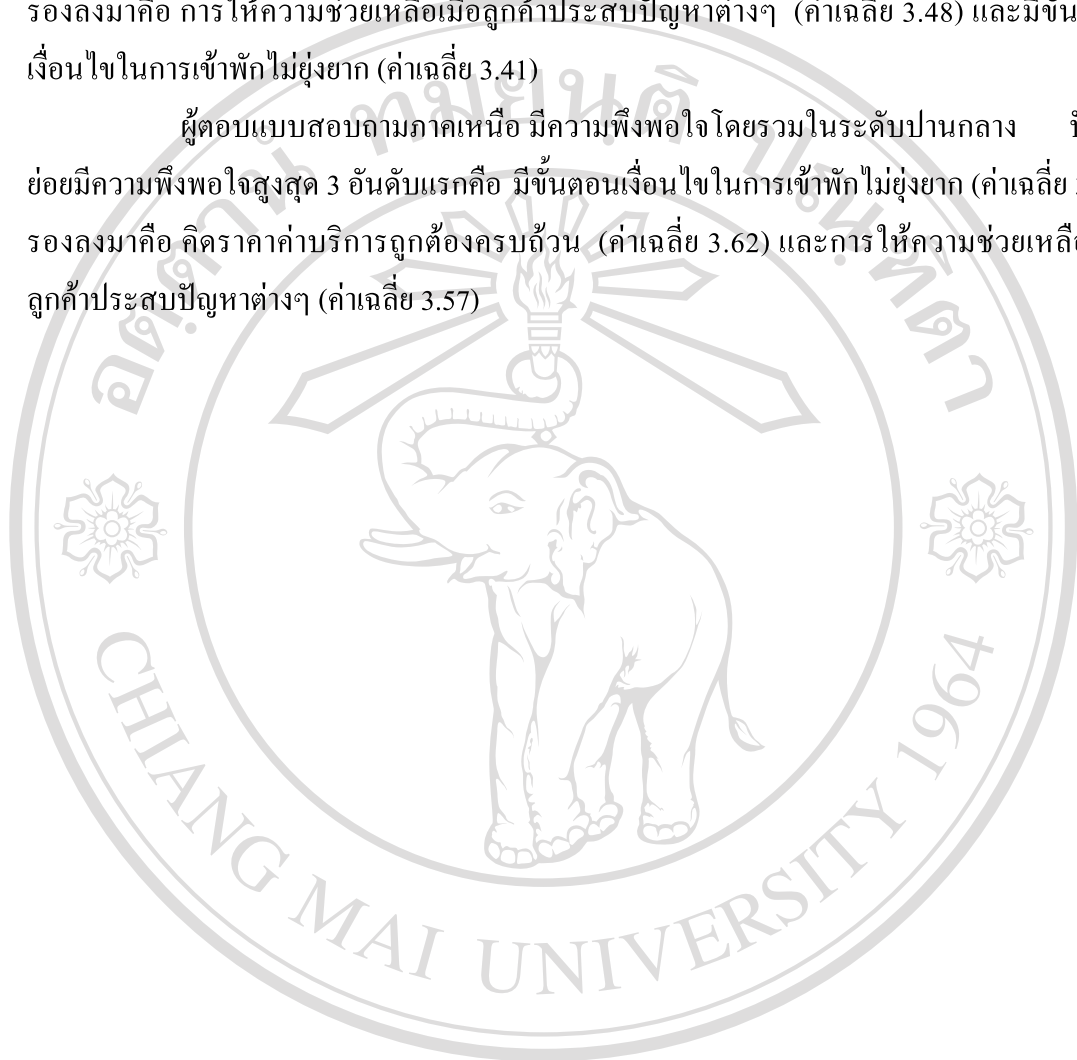 รองลงมาคือ การให้ความช่วยเหลือเมื่อลูกค้าประสบปัญหาต่างๆ (ค่าเฉลี่ย 3.48) และมีขั้น
เงื่อนไขในการเข้าพักไม่ยุ่งยาก (ค่าเฉลี่ย 3.41)
ผู้ตอบแบบสอบถามภาคเหนือ มีความพึงพอใจโดยรวมในระดับปานกลาง
ย่อยมีความพึงพอใจสูงสุด 3 อันดับแรกคือ มีขั้นตอนเงื่อนไขในการเข้าพักไม่ยุ่งยาก (ค่าเฉลี่ย
รองลงมาคือ คิดราคาค่าบริการถูกต้องครบถ้วน (ค่าเฉลี่ย 3.62) และการให้ความช่วยเหลือ
ลูกค้าประสบปัญหาต่างๆ (ค่าเฉลี่ย 3.57)
อตฺตานํ ทมยนฺติ ปณฺฑิตา
CHIANG MAI UNIVERSITY 1964